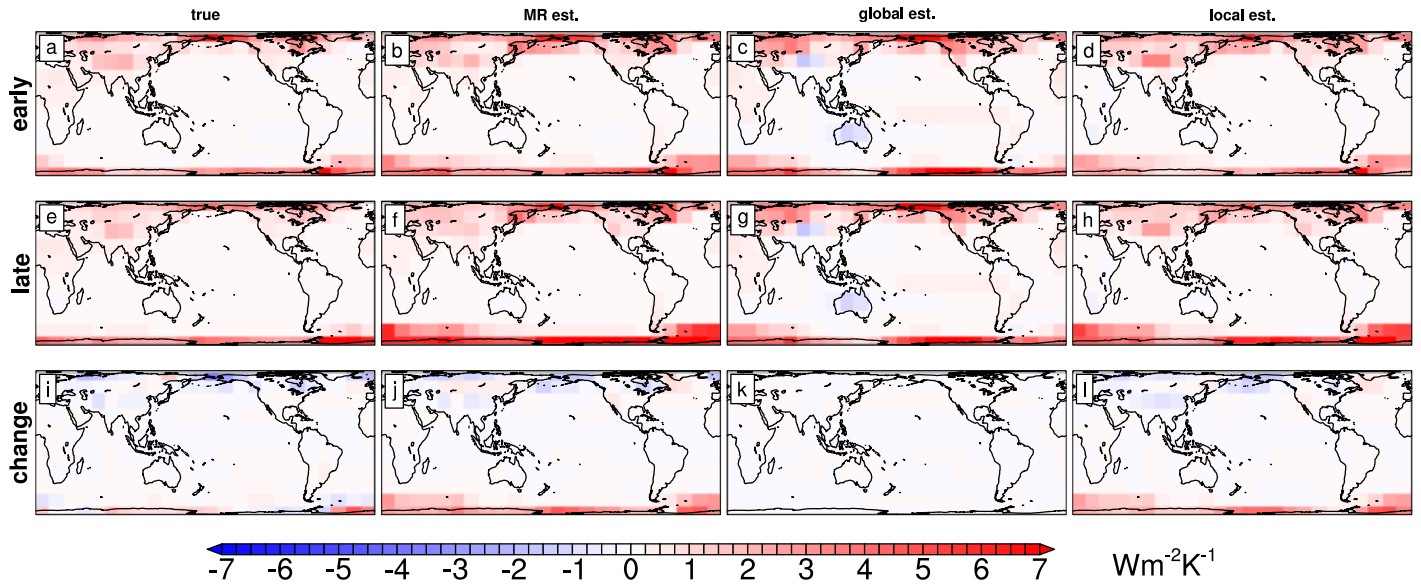 true MR est. global est. local est.
early a b c d
late e f g h
change i j k l
-7 -6 -5 -4 -3 -2 -1 0 1 2 3 4 5 6 7 Wm⁻²K⁻¹